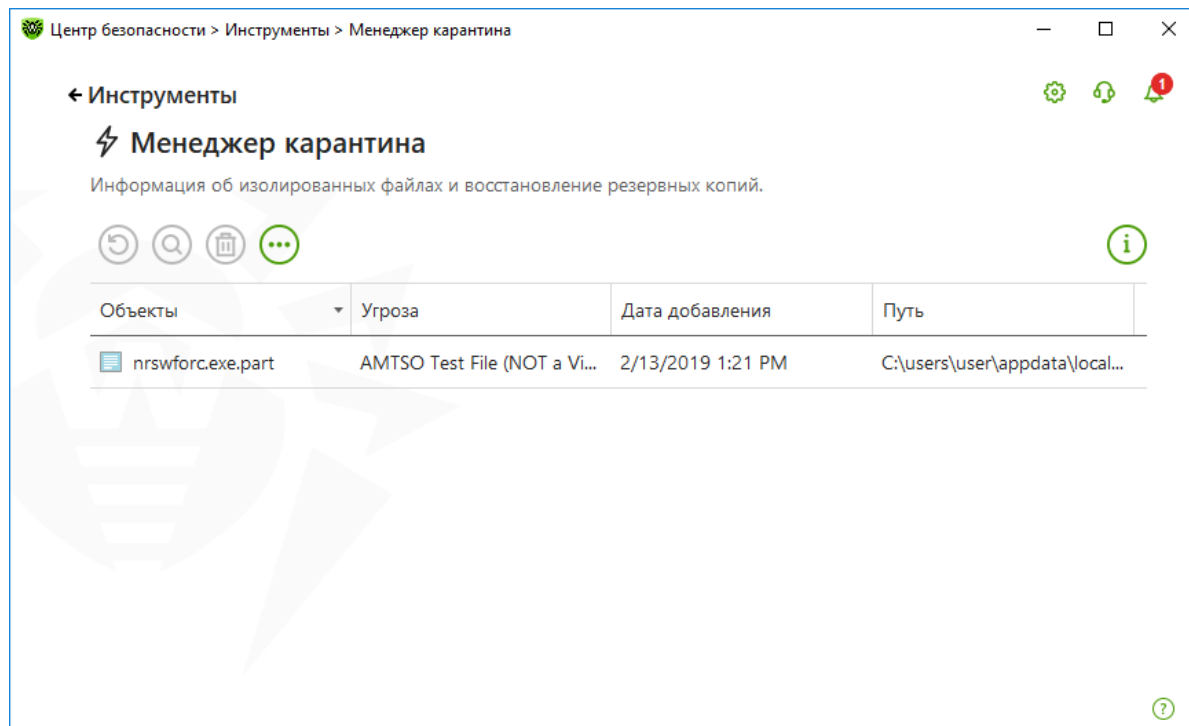 Центр безопасности > Инструменты > Менеджер карантина
Инструменты
1
Менеджер карантина
Информация об изолированных файлах и восстановление резервных копий.
i
Объекты Угроза Дата добавления Путь
nrswforc.exe.part AMTSO Test File (NOT a Vi... 2/13/2019 1:21 PM C:\users\user\appdata\local...
?